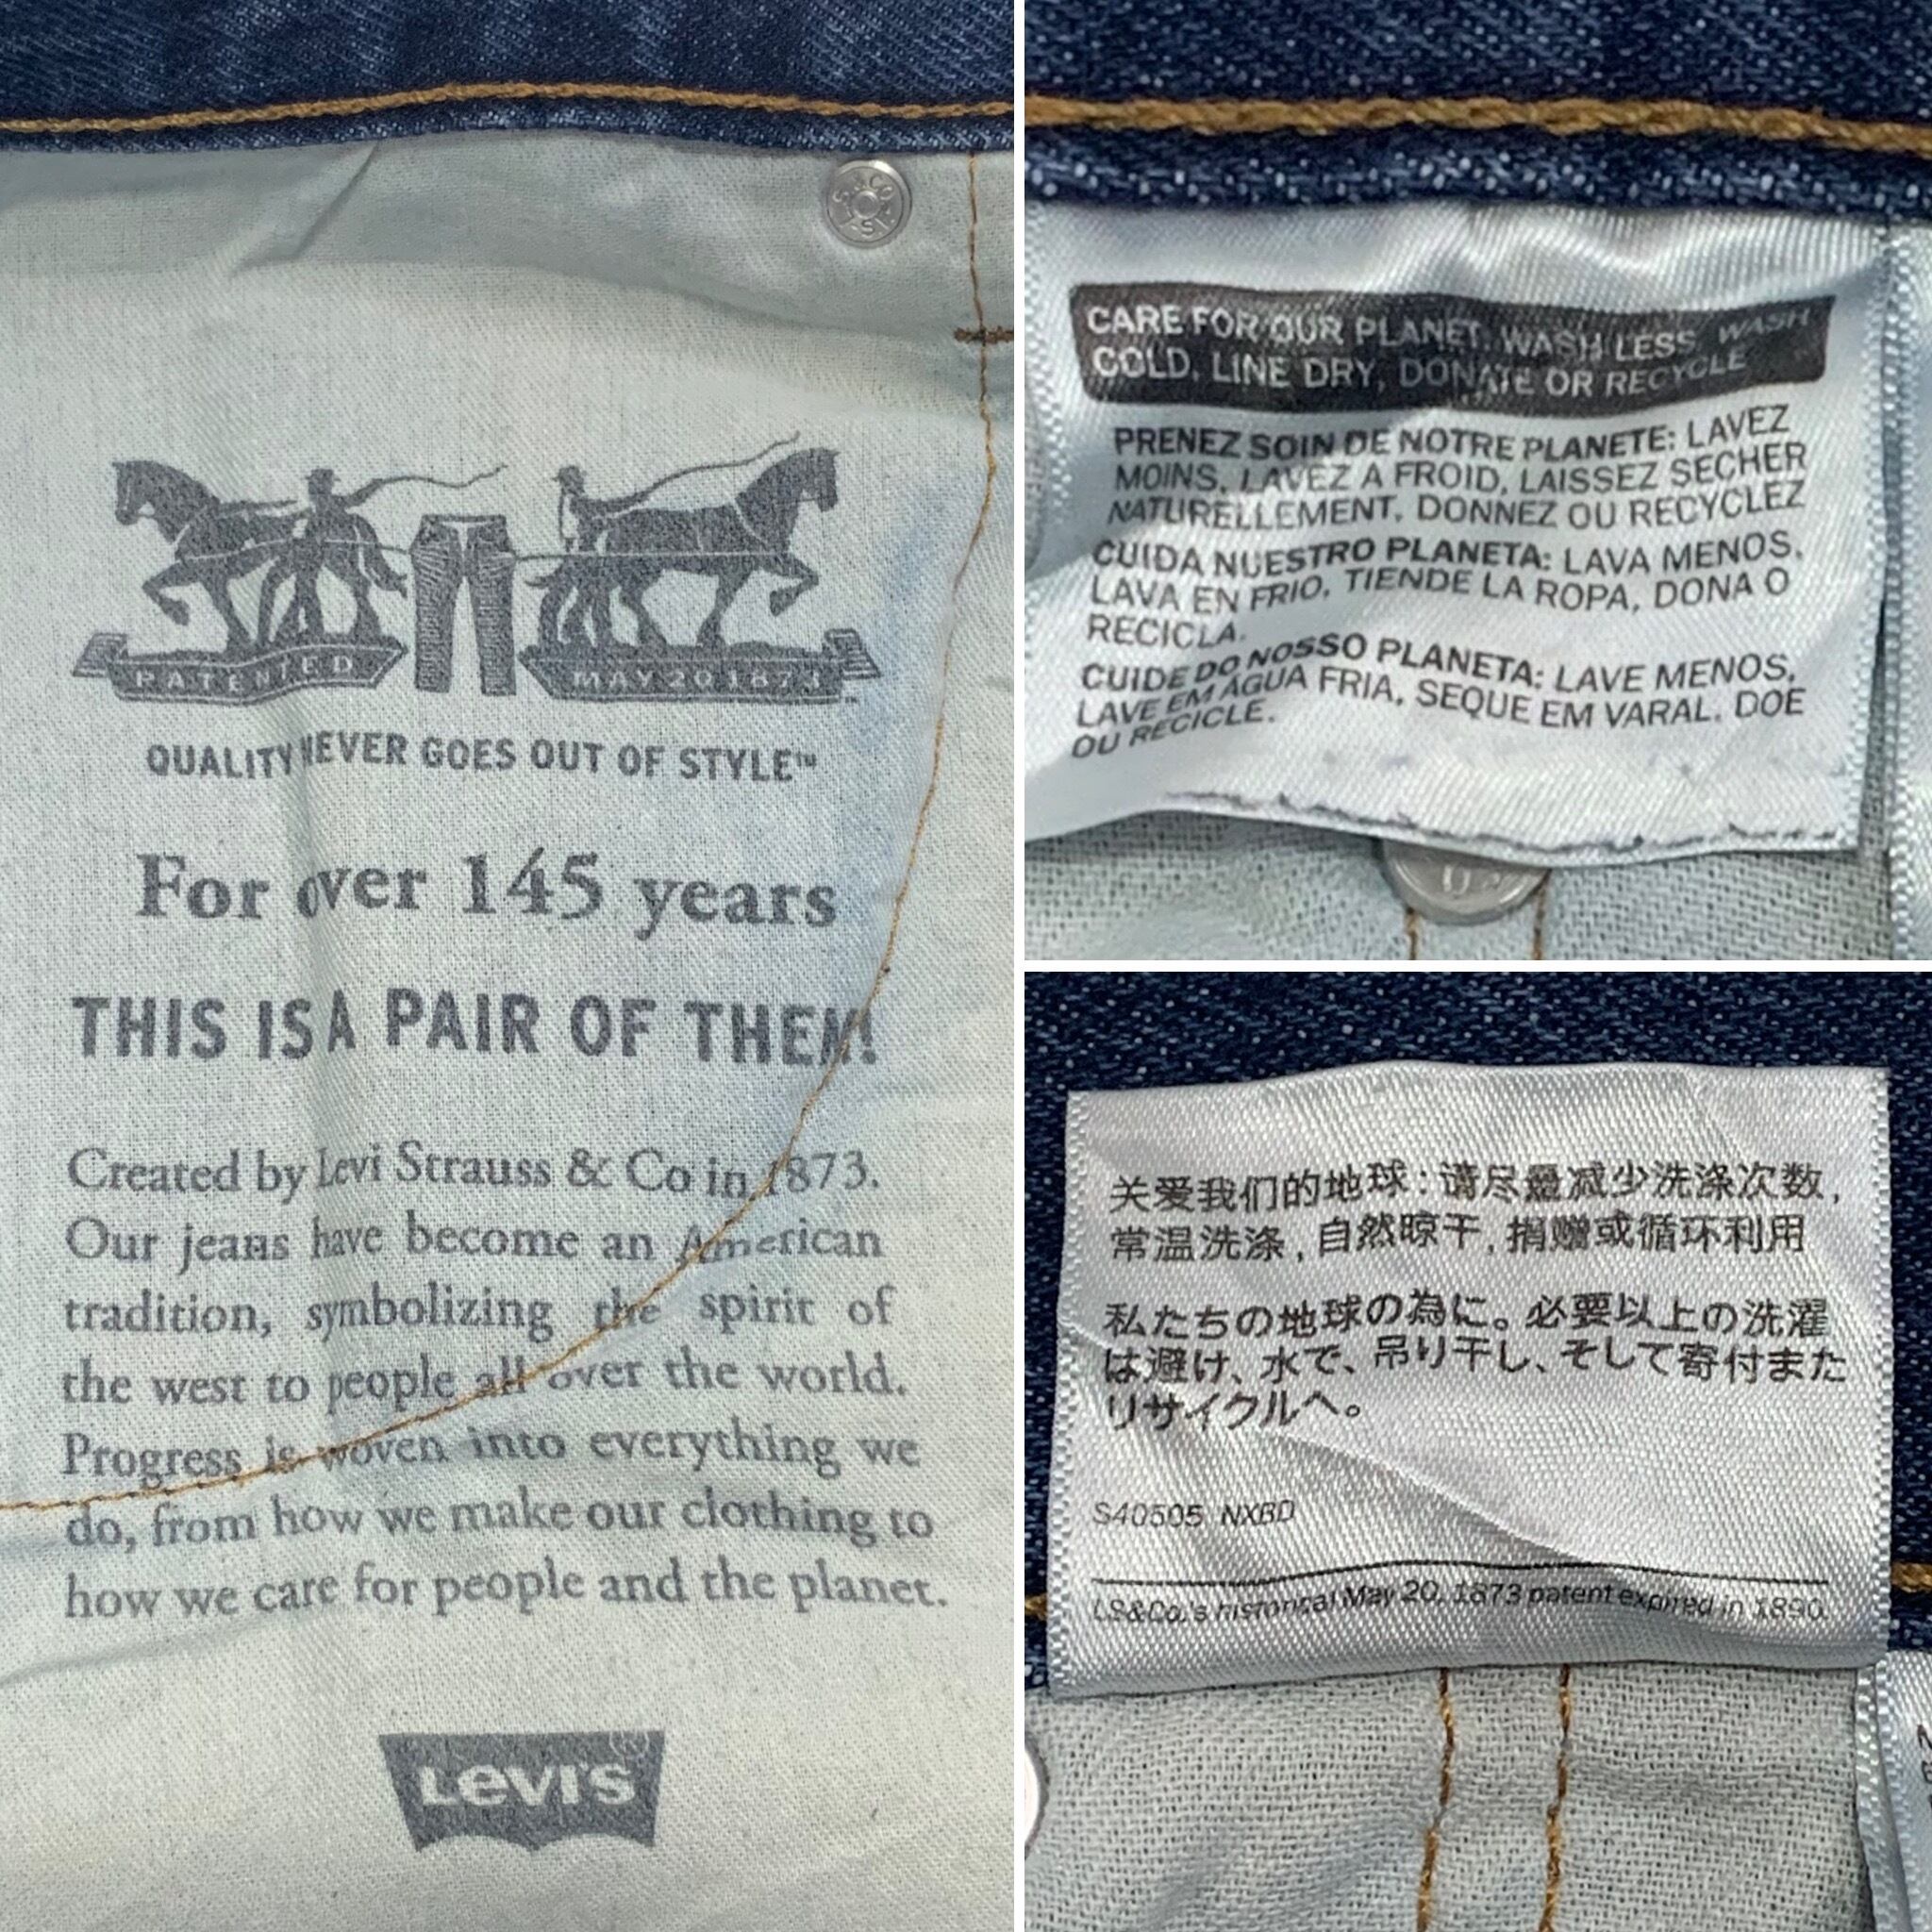 PATENTED MAY 20 1873
QUALITY NEVER GOES OUT OF STYLE™
For over 145 years
THIS IS A PAIR OF THEM!
Created by Levi Strauss & Co in 1873.
Our jeans have become an American
tradition, symbolizing the spirit of
the west to people all over the world.
Progress is woven into everything we
do, from how we make our clothing to
how we care for people and the planet.
LEVI'S®
CARE FOR OUR PLANET: WASH LESS, WASH
COLD, LINE DRY, DONATE OR RECYCLE
PRENEZ SOIN DE NOTRE PLANETE: LAVEZ
MOINS, LAVEZ A FROID, LAISSEZ SECHER
NATURELLEMENT, DONNEZ OU RECYCLEZ
CUIDA NUESTRO PLANETA: LAVA MENOS,
LAVA EN FRIO, TIENDE LA ROPA, DONA O
RECICLA.
CUIDE DO NOSSO PLANETA: LAVE MENOS,
LAVE EM AGUA FRIA, SEQUE EM VARAL, DOE
OU RECICLE.
关爱我们的地球：请尽量减少洗涤次数，
常温洗涤，自然晾干，捐赠或循环利用
私たちの地球の為に。必要以上の洗濯
は避け、水で、吊り干し、そして寄付また
リサイクルへ。
S40505 NXBD
LS&Co.'s historical May 20, 1873 patent expired in 1890.